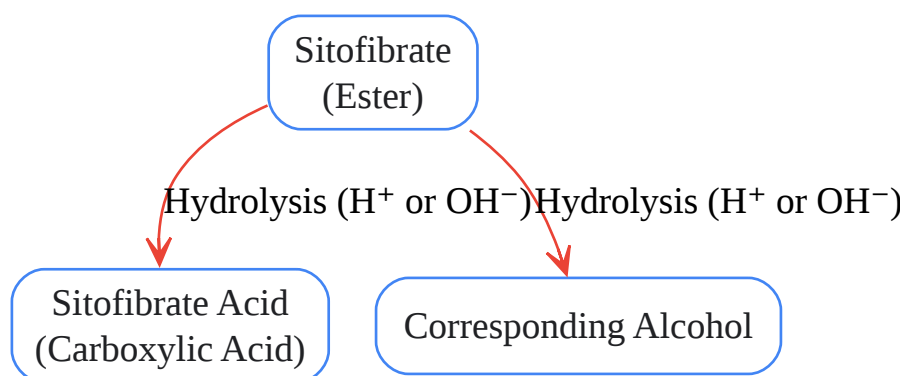 Sitofibrate
(Ester)
Hydrolysis (H⁺ or OH⁻)
Hydrolysis (H⁺ or OH⁻)
Sitofibrate Acid
(Carboxylic Acid)
Corresponding Alcohol